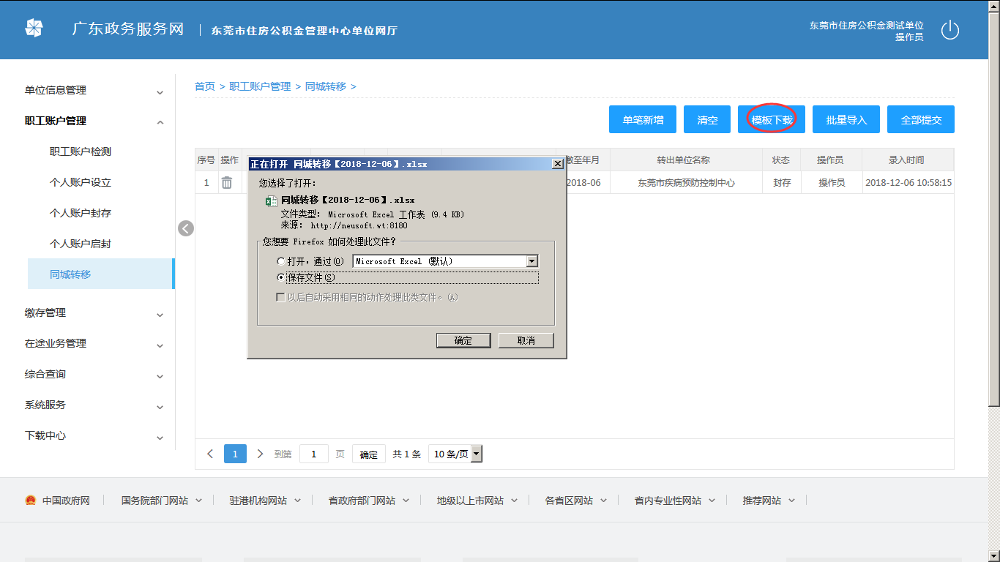 广东政务服务网
东莞市住房公积金管理中心单位网厅
东莞市住房公积金测试单位
操作员
单位信息管理
职工账户管理
职工账户检测
个人账户设立
个人账户封存
个人账户启封
同城转移
缴存管理
在途业务管理
综合查询
系统服务
下载中心
首页 > 职工账户管理 > 同城转移 >
单笔新增 清空 模板下载 批量导入 全部提交
序号 操作 缴至年月 转出单位名称 状态 操作员 录入时间
1 2018-06 东莞市疾病预防控制中心 封存 操作员 2018-12-06 10:58:15
正在打开 同城转移【2018-12-06】.xlsx
您选择了打开:
同城转移【2018-12-06】.xlsx
文件类型: Microsoft Excel 工作表 (9.4 KB)
来源: http://neusoft.wt:8180
您想要 Firefox 如何处理此文件?
打开，通过(O) Microsoft Excel (默认)
保存文件(S)
以后自动采用相同的动作处理此类文件。(A)
确定 取消
1 到第 1 页 确定 共 1 条 10 条/页
中国政府网 国务院部门网站 驻港机构网站 省政府部门网站 地级以上市网站 各省区网站 省内专业性网站 推荐网站